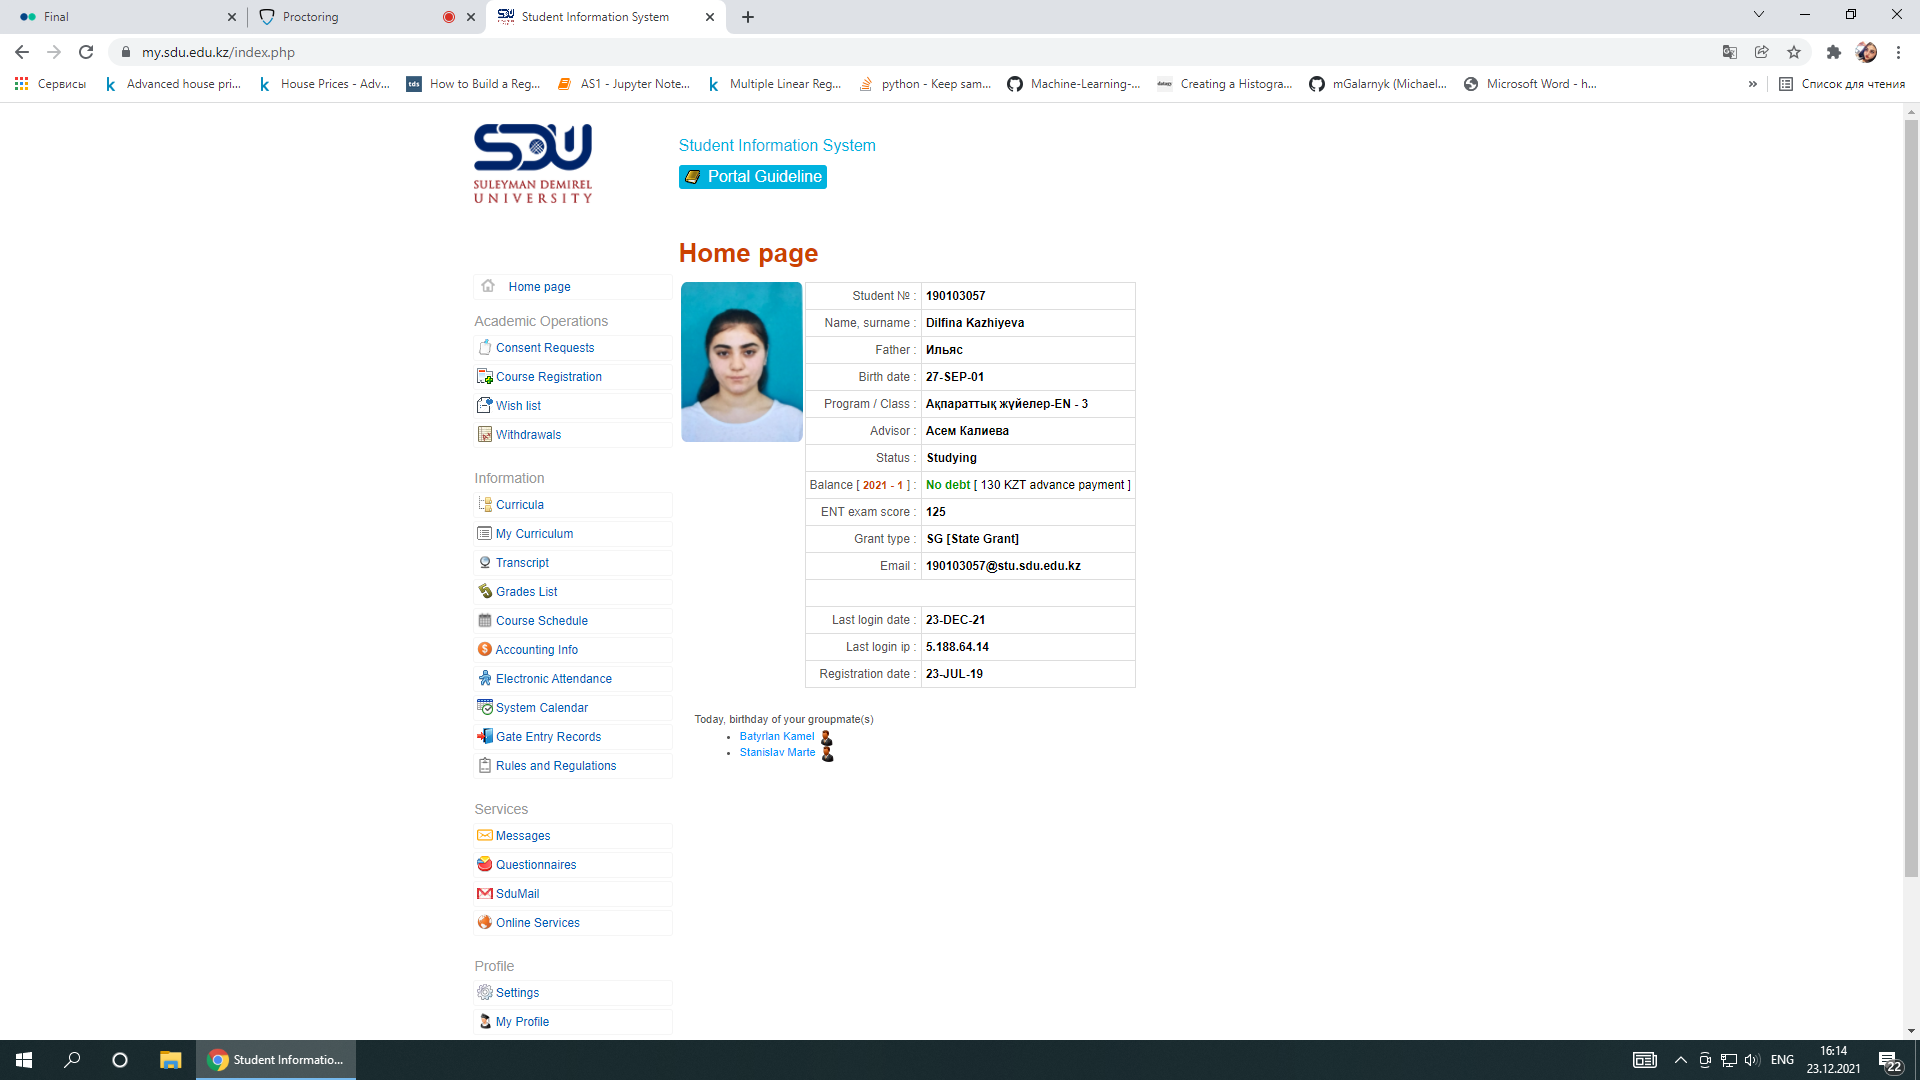 Final
Proctoring
Student Information System
my.sdu.edu.kz/index.php
Сервисы
Advanced house pri...
House Prices - Adv...
tds
How to Build a Reg...
AS1 - Jupyter Note...
Multiple Linear Reg...
python - Keep sam...
Machine-Learning-...
Creating a Histogra...
mGalarnyk (Michael...
Microsoft Word - h...
»
Список для чтения
SDU
SULEYMAN DEMIREL
UNIVERSITY
Student Information System
Portal Guideline
Home page
Home page
Academic Operations
Consent Requests
Course Registration
Wish list
Withdrawals
Information
Curricula
My Curriculum
Transcript
Grades List
Course Schedule
Accounting Info
Electronic Attendance
System Calendar
Gate Entry Records
Rules and Regulations
Services
Messages
Questionnaires
SduMail
Online Services
Profile
Settings
My Profile
Student № : 190103057
Name, surname : Dilfina Kazhiyeva
Father : Ильяс
Birth date : 27-SEP-01
Program / Class : Ақпараттық жүйелер-EN - 3
Advisor : Асем Калиева
Status : Studying
Balance [ 2021 - 1 ] : No debt [ 130 KZT advance payment ]
ENT exam score : 125
Grant type : SG [State Grant]
Email : 190103057@stu.sdu.edu.kz
Last login date : 23-DEC-21
Last login ip : 5.188.64.14
Registration date : 23-JUL-19
Today, birthday of your groupmate(s)
• Batyrlan Kamel
• Stanislav Marte
Student Informatio...
ENG
16:14
23.12.2021
22